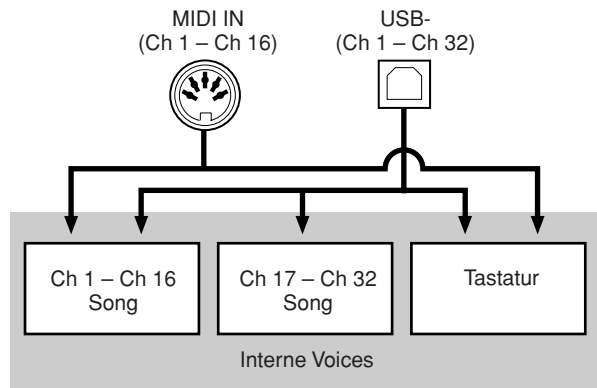 MIDI IN
(Ch 1 – Ch 16)
USB-
(Ch 1 – Ch 32)
Ch 1 – Ch 16
Song
Ch 17 – Ch 32
Song
Tastatur
Interne Voices